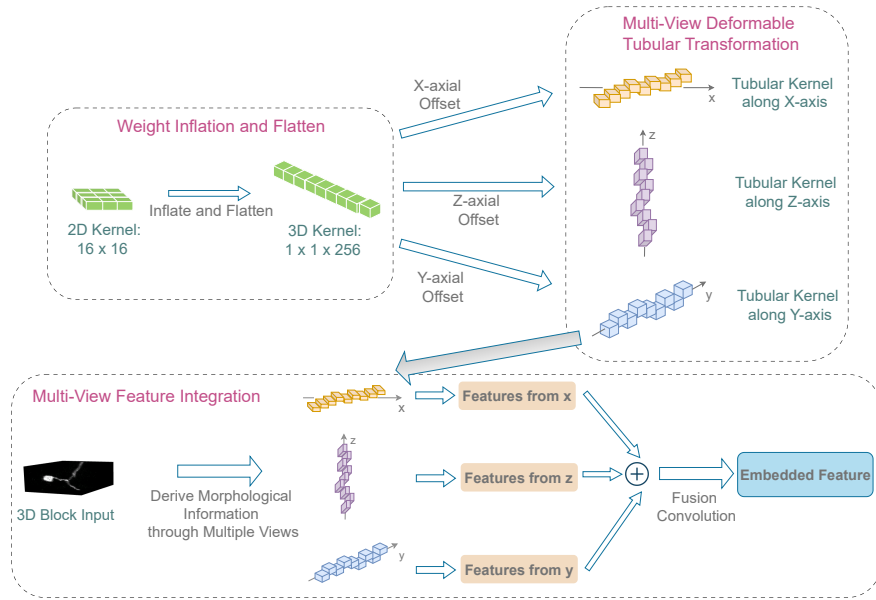 Multi-View Deformable
Tubular Transformation
X-axial
Offset
x
Tubular Kernel
along X-axis
Weight Inflation and Flatten
z
Inflate and Flatten
2D Kernel:
16 x 16
3D Kernel:
1 x 1 x 256
Z-axial
Offset
Tubular Kernel
along Z-axis
Y-axial
Offset
y
Tubular Kernel
along Y-axis
Multi-View Feature Integration
x
Features from x
z
3D Block Input
Derive Morphological
Information
through Multiple Views
Features from z
+
Fusion
Convolution
Embedded Feature
y
Features from y